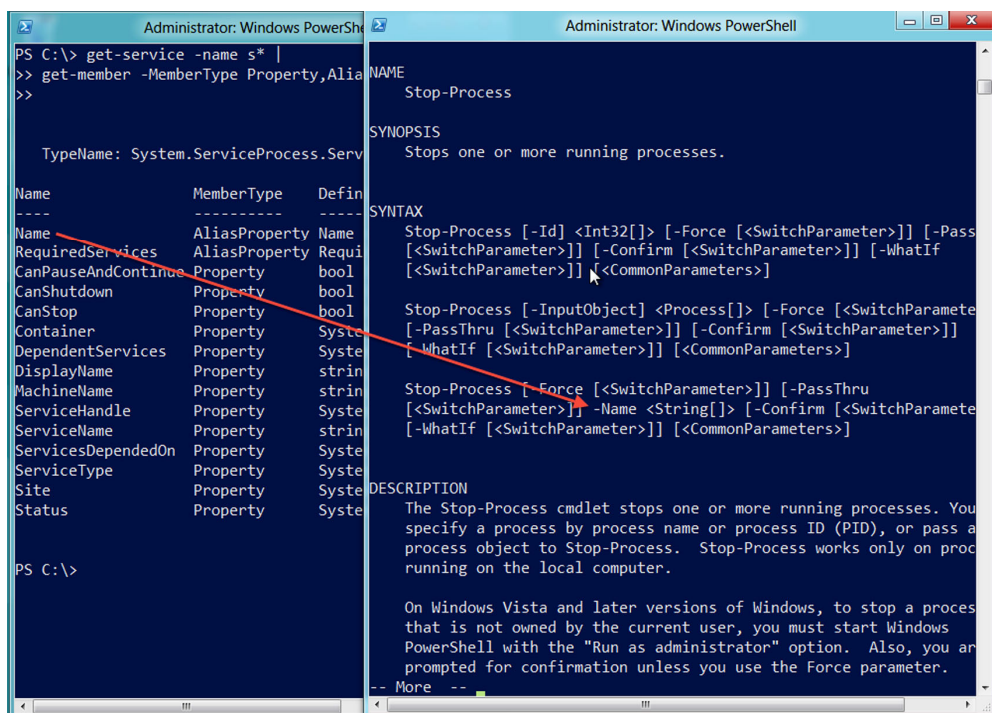 Administrator: Windows PowerShe
PS C:\> get-service -name s* |
>> get-member -MemberType Property,Alia
>>
TypeName: System.ServiceProcess.Serv
Name MemberType Defin
---- ---------- -----
Name AliasProperty Name
RequiredServices AliasProperty Requi
CanPauseAndContinue Property bool
CanShutdown Property bool
CanStop Property bool
Container Property Syste
DependentServices Property Syste
DisplayName Property strin
MachineName Property strin
ServiceHandle Property Syste
ServiceName Property strin
ServicesDependedOn Property Syste
ServiceType Property Syste
Site Property Syste
Status Property Syste
PS C:\>
Administrator: Windows PowerShell
NAME
Stop-Process
SYNOPSIS
Stops one or more running processes.
SYNTAX
Stop-Process [-Id] <Int32[]> [-Force [<SwitchParameter>]] [-Pass
[<SwitchParameter>]] [-Confirm [<SwitchParameter>]] [-WhatIf
[<SwitchParameter>]] [<CommonParameters>]
Stop-Process [-InputObject] <Process[]> [-Force [<SwitchParamete
[-PassThru [<SwitchParameter>]] [-Confirm [<SwitchParameter>]]
[-WhatIf [<SwitchParameter>]] [<CommonParameters>]
Stop-Process [-Force [<SwitchParameter>]] [-PassThru
[<SwitchParameter>]] -Name <String[]> [-Confirm [<SwitchParamete
[-WhatIf [<SwitchParameter>]] [<CommonParameters>]
DESCRIPTION
The Stop-Process cmdlet stops one or more running processes. You
specify a process by process name or process ID (PID), or pass a
process object to Stop-Process.  Stop-Process works only on proc
running on the local computer.
On Windows Vista and later versions of Windows, to stop a proces
that is not owned by the current user, you must start Windows
PowerShell with the "Run as administrator" option.  Also, you ar
prompted for confirmation unless you use the Force parameter.
-- More  --